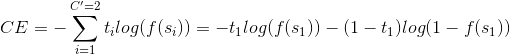 CE = -\sum_{i=1}^{C'=2} t_i log(f(s_i)) = -t_1 log(f(s_1)) - (1 - t_1) log(1 - f(s_1))